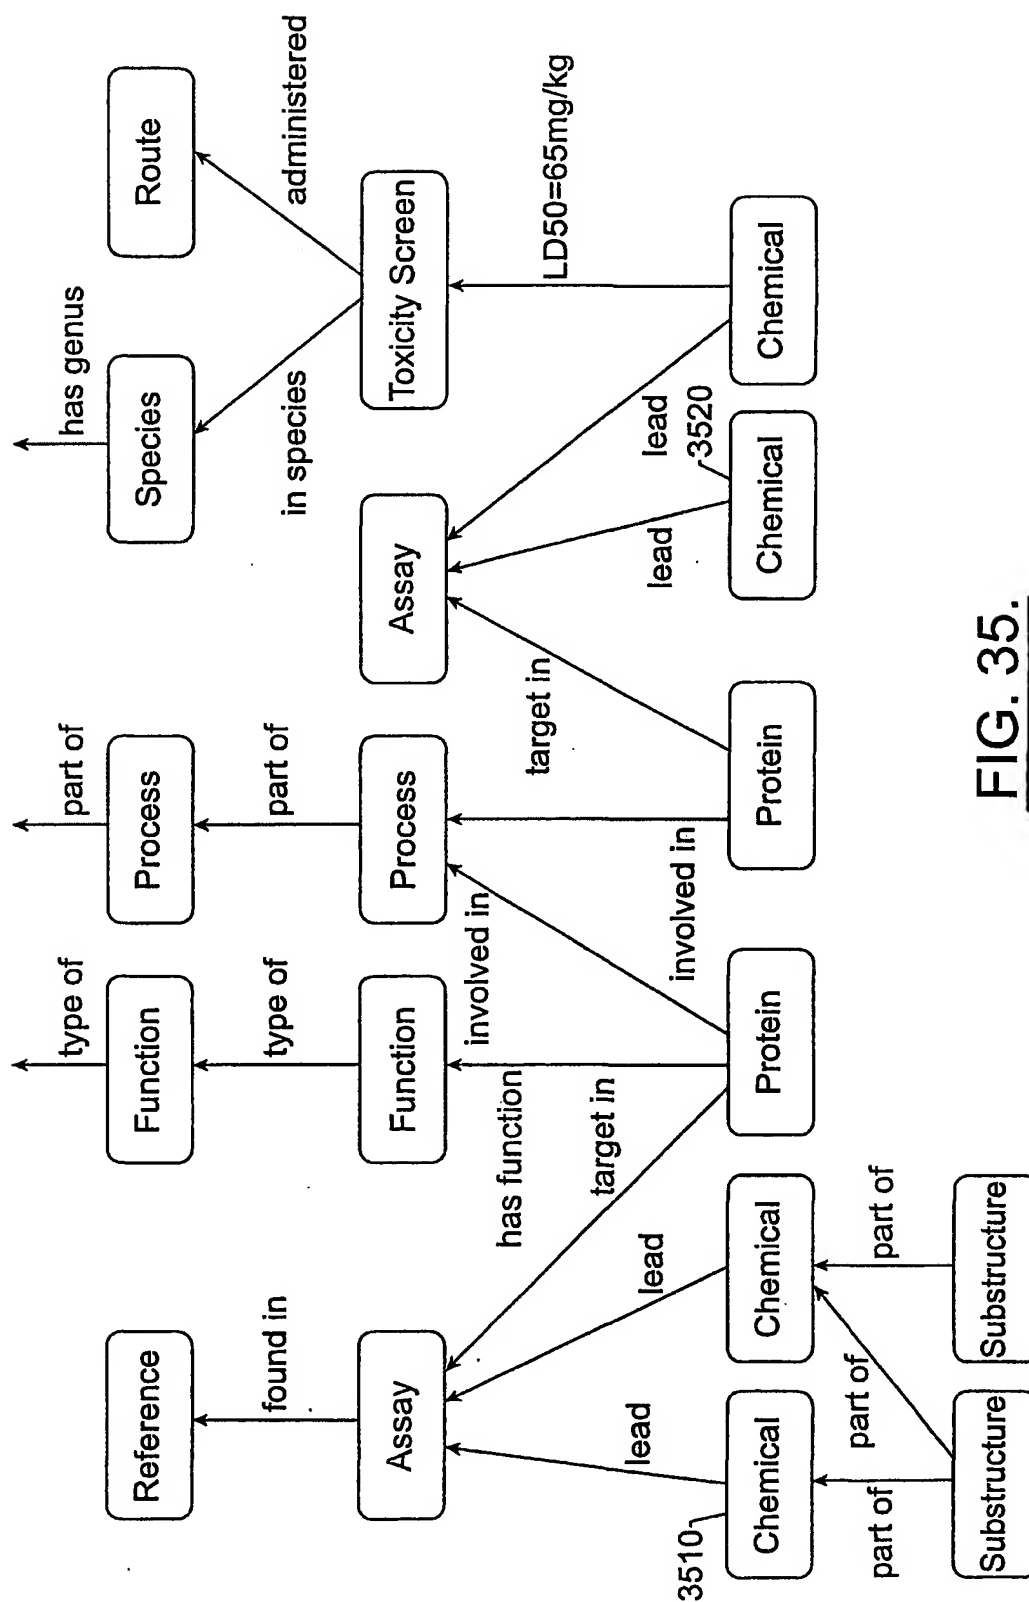 has genus
part of
type of
Route
Species
Process
Function
Reference
administered
in species
part of
type of
found in
Toxicity Screen
Assay
Process
Function
Assay
LD50=65mg/kg
lead
lead
target in
involved in
involved in
has function
target in
lead
lead
3520
3510
Chemical
Chemical
Protein
Protein
Chemical
Chemical
part of
part of
part of
Substructure
Substructure
FIG. 35.